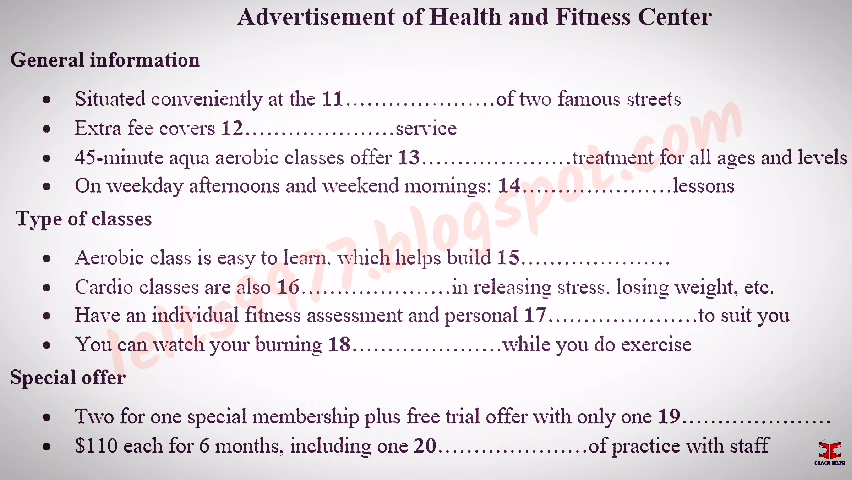 Advertisement of Health and Fitness Center
General information
• Situated conveniently at the 11…………………of two famous streets
• Extra fee covers 12…………………service
• 45-minute aqua aerobic classes offer 13…………………treatment for all ages and levels
• On weekday afternoons and weekend mornings: 14…………………lessons
Type of classes
• Aerobic class is easy to learn, which helps build 15…………………
• Cardio classes are also 16…………………in releasing stress, losing weight, etc.
• Have an individual fitness assessment and personal 17…………………to suit you
• You can watch your burning 18…………………while you do exercise
Special offer
• Two for one special membership plus free trial offer with only one 19…………………
• $110 each for 6 months, including one 20…………………of practice with staff
Ielts9977.blogspot.com